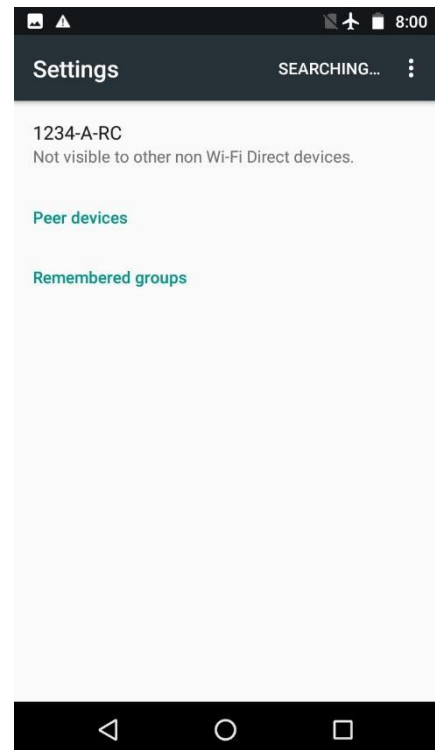 8:00
Settings
SEARCHING...
1234-A-RC
Not visible to other non Wi-Fi Direct devices.
Peer devices
Remembered groups